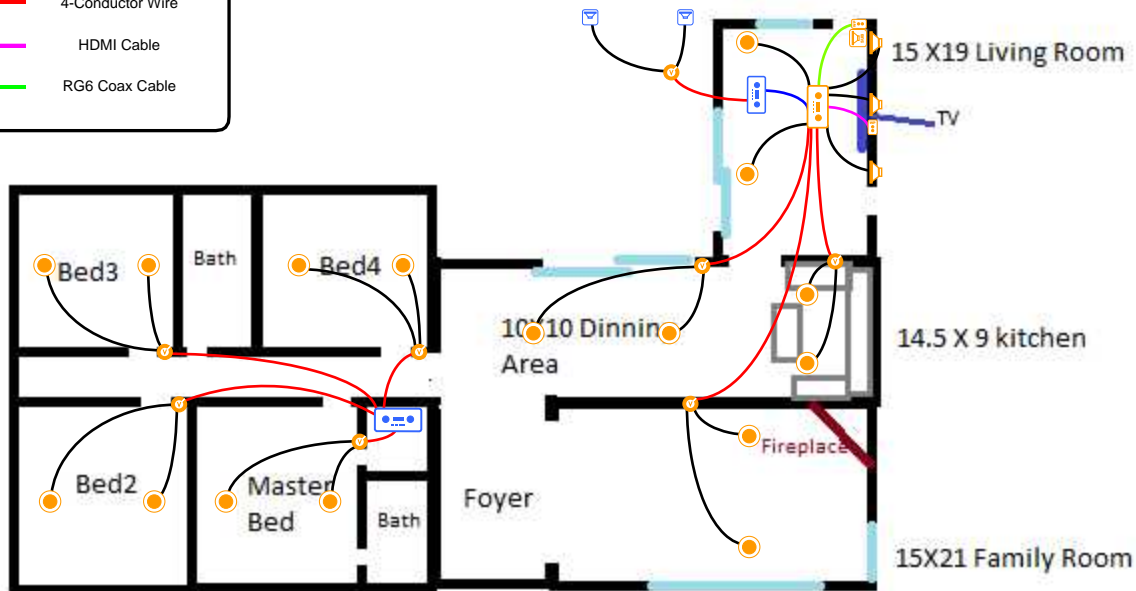 4-Conductor Wire
HDMI Cable
RG6 Coax Cable
15 X19 Living Room
TV
Bed3
Bath
Bed4
10X10 Dinning
Area
14.5 X 9 kitchen
Fireplace
Bed2
Master
Bed
Bath
Foyer
15X21 Family Room